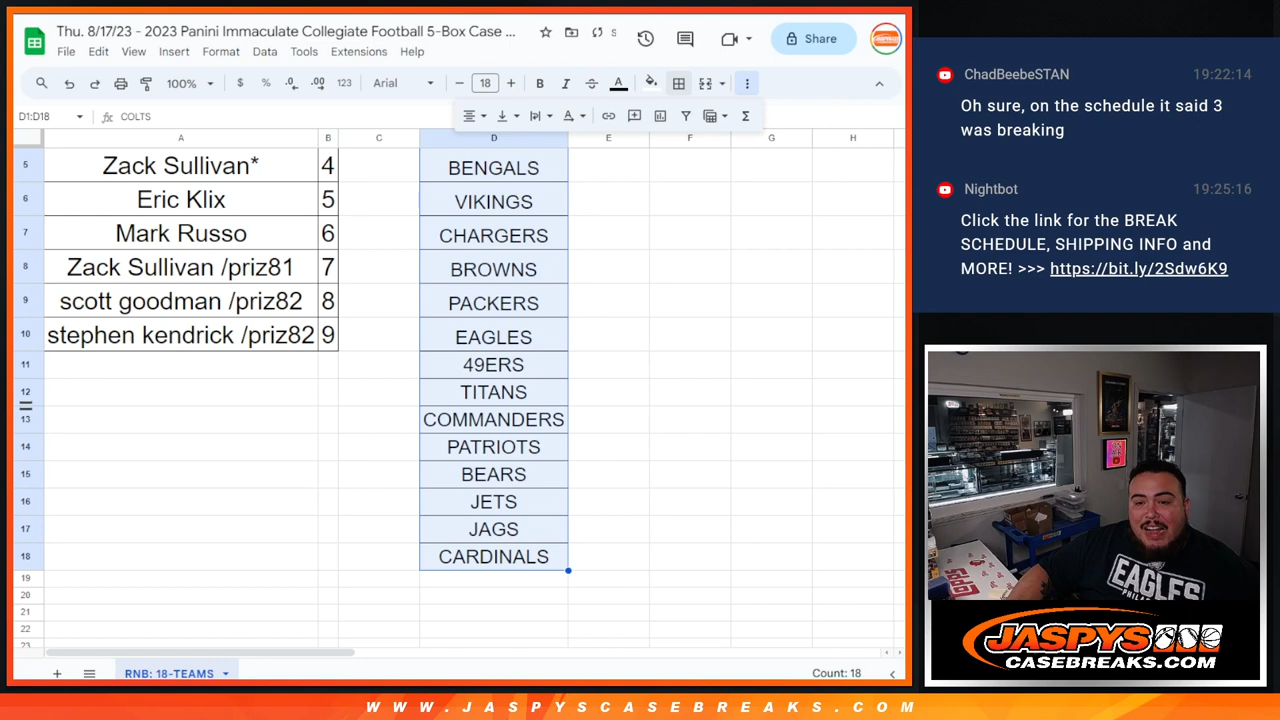 Thu. 8/17/23 - 2023 Panini Immaculate Collegiate Football 5-Box Case ...
File Edit View Insert Format Data Tools Extensions Help
Share
100%
$ % .0 .00 123 Arial 18 B I A
D1:D18 fx COLTS
A B C D E F G H
5 Zack Sullivan* 4 BENGALS
6 Eric Klix 5 VIKINGS
7 Mark Russo 6 CHARGERS
8 Zack Sullivan /priz81 7 BROWNS
9 scott goodman /priz82 8 PACKERS
10 stephen kendrick /priz82 9 EAGLES
11 49ERS
12 TITANS
13 COMMANDERS
14 PATRIOTS
15 BEARS
16 JETS
17 JAGS
18 CARDINALS
19
20
21
22
23
RNB: 18-TEAMS
Count: 18
ChadBeebeSTAN 19:22:14
Oh sure, on the schedule it said 3
was breaking
Nightbot 19:25:16
Click the link for the BREAK
SCHEDULE, SHIPPING INFO and
MORE! >>> https://bit.ly/2Sdw6K9
EAGLES
JASPYS
CASEBREAKS.COM
WWW.JASPYSCASEBREAKS.COM